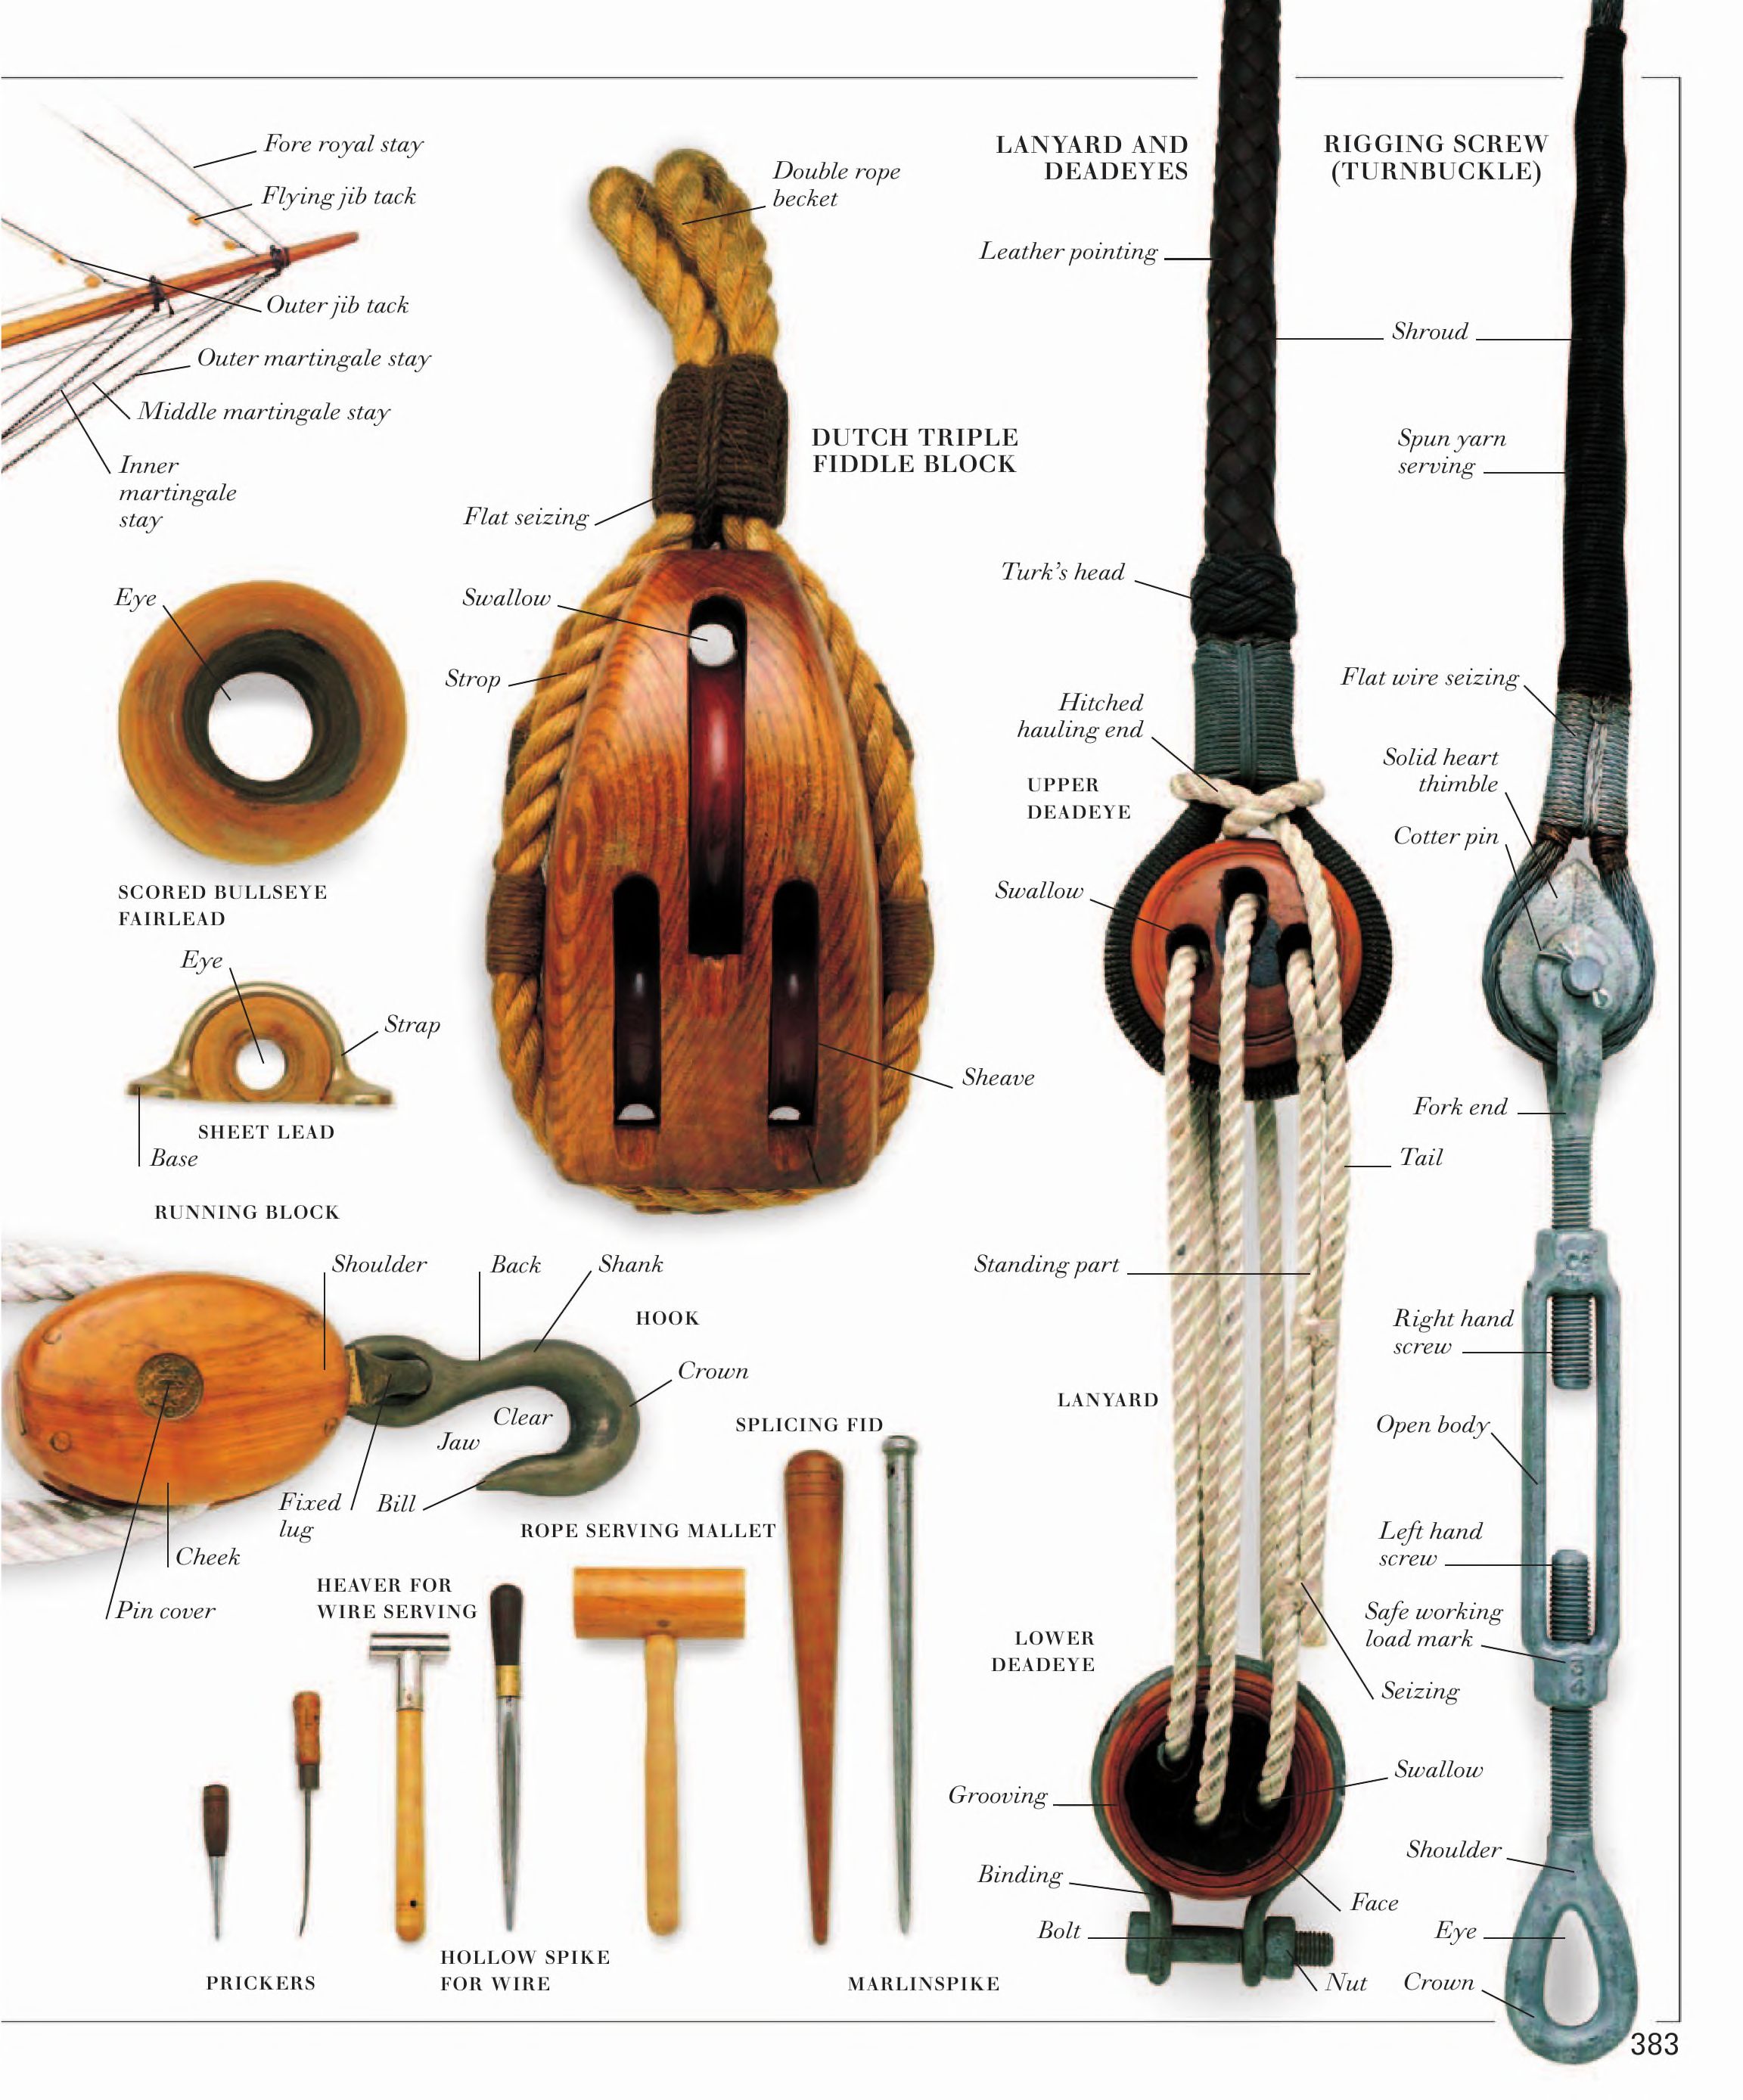 Fore royal stay
Flying jib tack
Outer jib tack
Outer martingale stay
Middle martingale stay
Inner
martingale
stay
Eye
SCORED BULLSEYE
FAIRLEAD
Eye
Strap
SHEET LEAD
Base
Double rope
becket
DUTCH TRIPLE
FIDDLE BLOCK
Flat seizing
Swallow
Strop
Sheave
RUNNING BLOCK
Shoulder
Back
Shank
HOOK
Crown
Clear
Jaw
Fixed
lug
Bill
Cheek
Pin cover
SPLICING FID
ROPE SERVING MALLET
HEAVER FOR
WIRE SERVING
PRICKERS
HOLLOW SPIKE
FOR WIRE
MARLINSPIKE
LANYARD AND
DEADEYES
Leather pointing
Shroud
Turk's head
Hitched
hauling end
UPPER
DEADEYE
Swallow
Tail
Standing part
LANYARD
LOWER
DEADEYE
Seizing
Swallow
Grooving
Binding
Face
Bolt
Nut
RIGGING SCREW
(TURNBUCKLE)
Spun yarn
serving
Flat wire seizing
Solid heart
thimble
Cotter pin
Fork end
Right hand
screw
Open body
Left hand
screw
Safe working
load mark
Shoulder
Eye
Crown
383